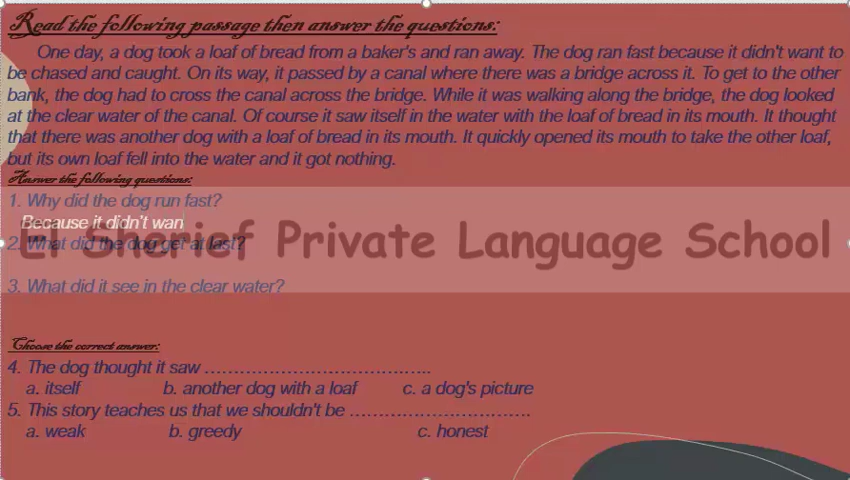 Read the following passage then answer the questions:
One day, a dog took a loaf of bread from a baker's and ran away. The dog ran fast because it didn't want to
be chased and caught. On its way, it passed by a canal where there was a bridge across it. To get to the other
bank, the dog had to cross the canal across the bridge. While it was walking along the bridge, the dog looked
at the clear water of the canal. Of course it saw itself in the water with the loaf of bread in its mouth. It thought
that there was another dog with a loaf of bread in its mouth. It quickly opened its mouth to take the other loaf,
but its own loaf fell into the water and it got nothing.
Answer the following questions:
1. Why did the dog run fast?
Because it didn't wan
El Sherief Private Language School
2. What did the dog get at last?
3. What did it see in the clear water?
Choose the correct answer:
4. The dog thought it saw ......................................
a. itself b. another dog with a loaf c. a dog's picture
5. This story teaches us that we shouldn't be ..............................
a. weak b. greedy c. honest